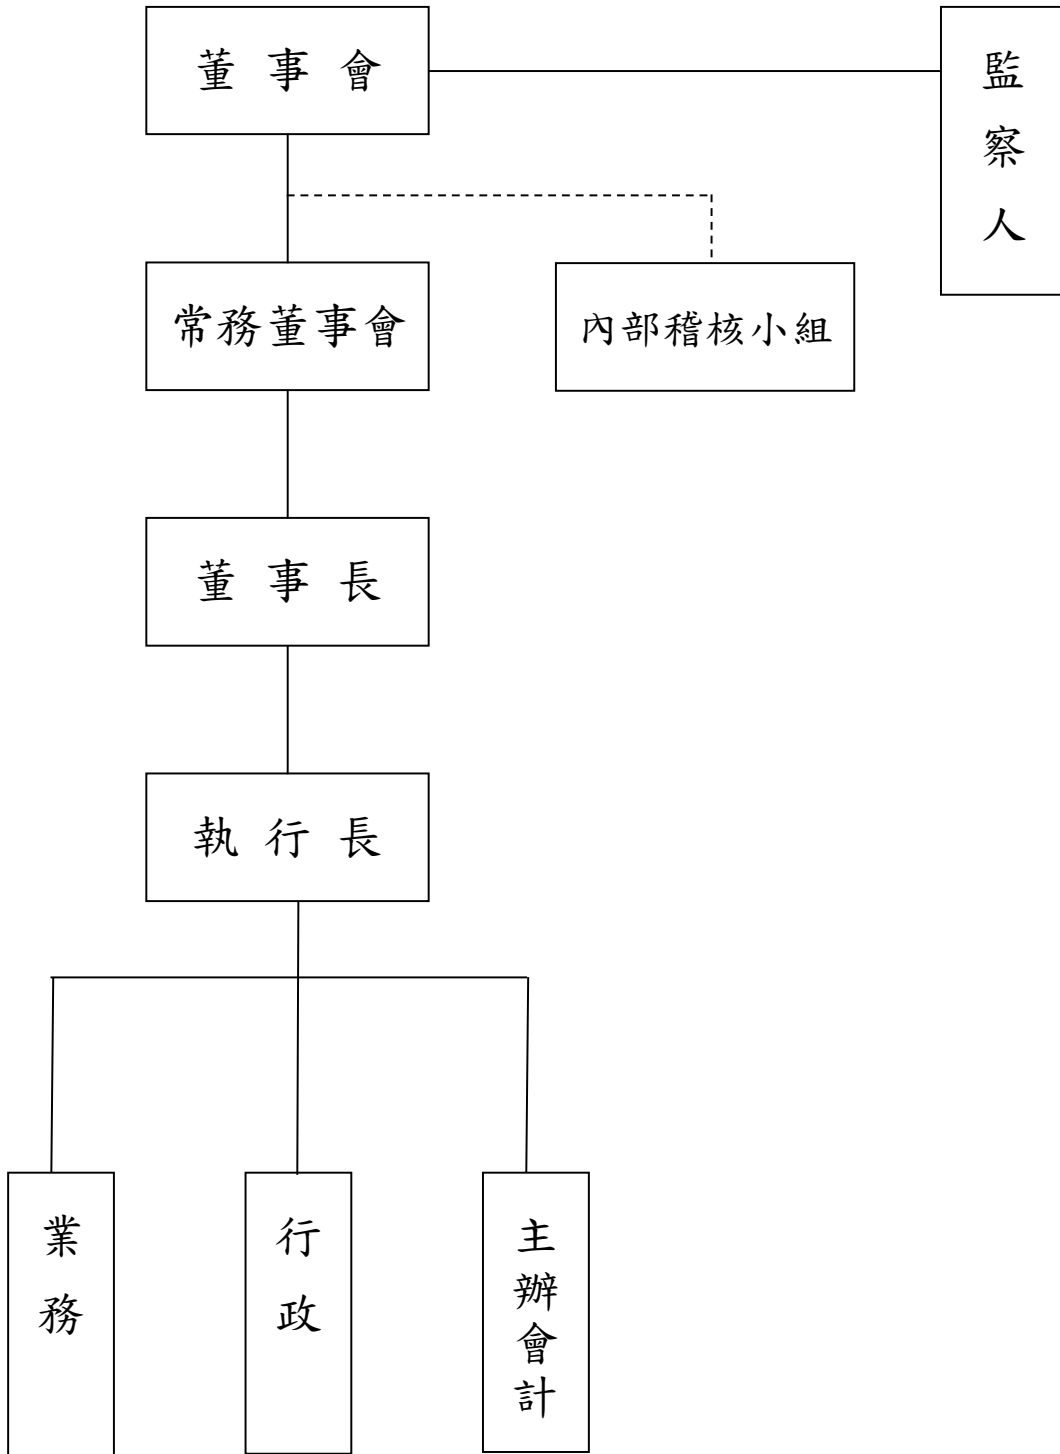 董事會
監察人
常務董事會
內部稽核小組
董事長
執行長
業務
行政
主辦會計